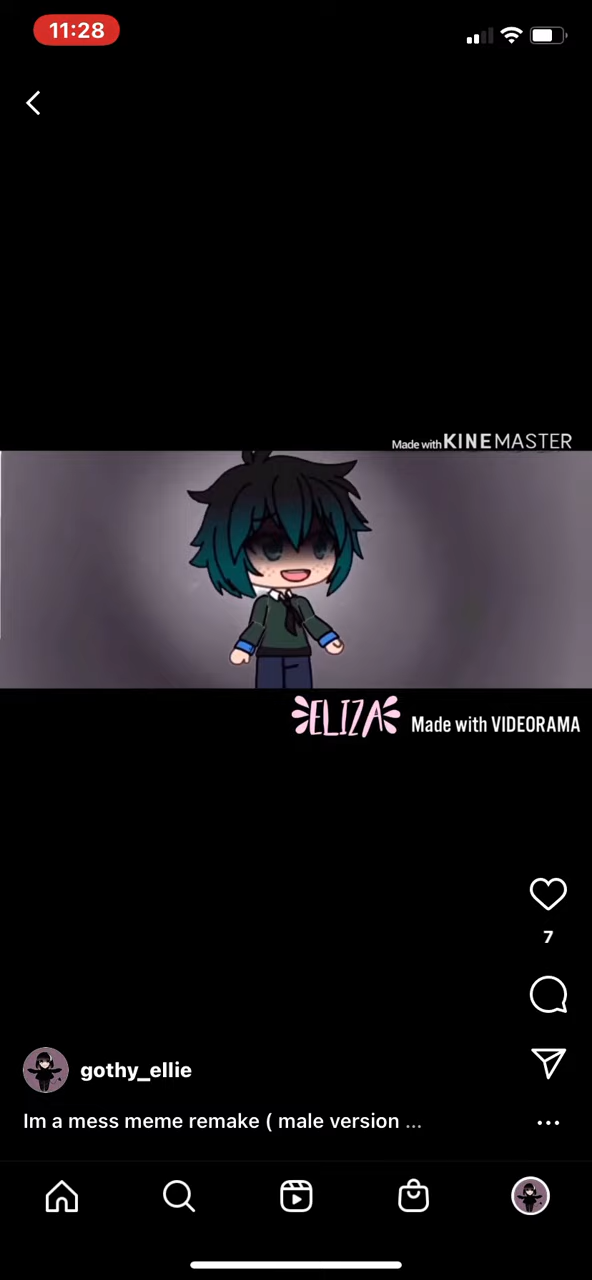 11:28
Made with KINEMASTER
ELIZA
Made with VIDEORAMA
7
gothy_ellie
Im a mess meme remake ( male version ...